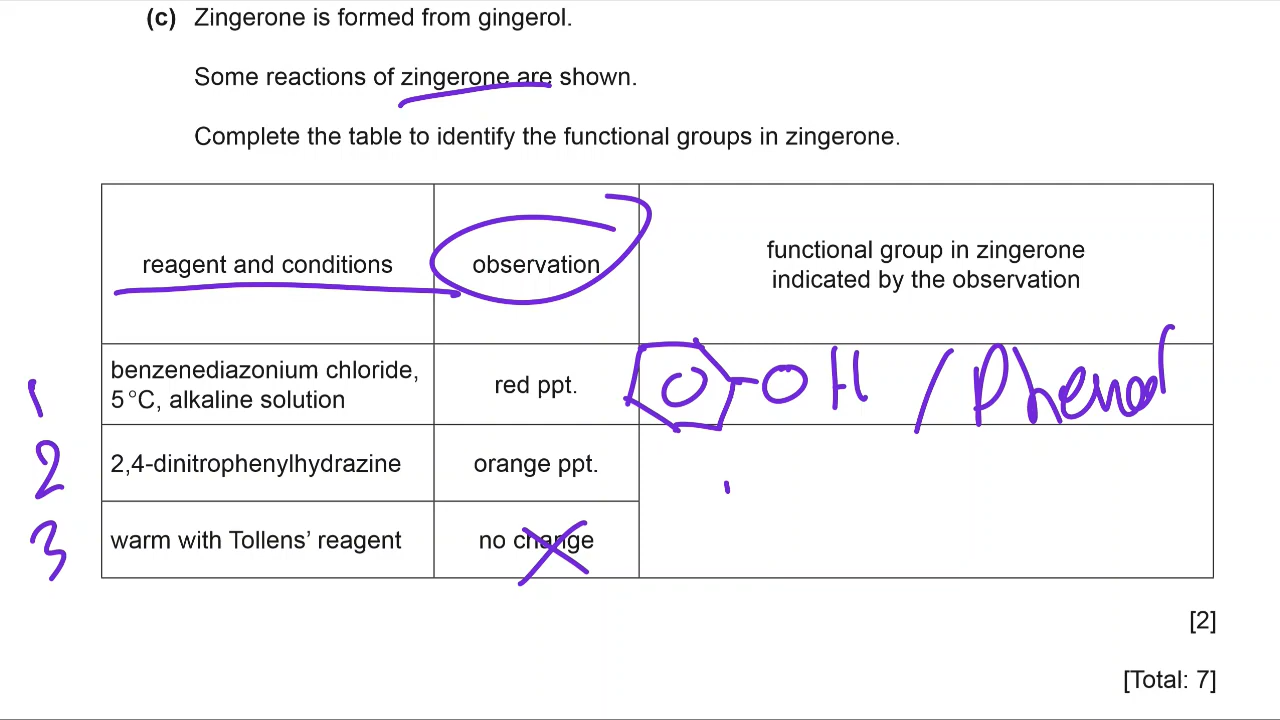 (c) Zingerone is formed from gingerol.
Some reactions of zingerone are shown.
Complete the table to identify the functional groups in zingerone.
reagent and conditions
observation
functional group in zingerone
indicated by the observation
1
benzenediazonium chloride,
5 °C, alkaline solution
red ppt.
OH / Phenol
2
2,4-dinitrophenylhydrazine
orange ppt.
3
warm with Tollens’ reagent
no change
[2]
[Total: 7]